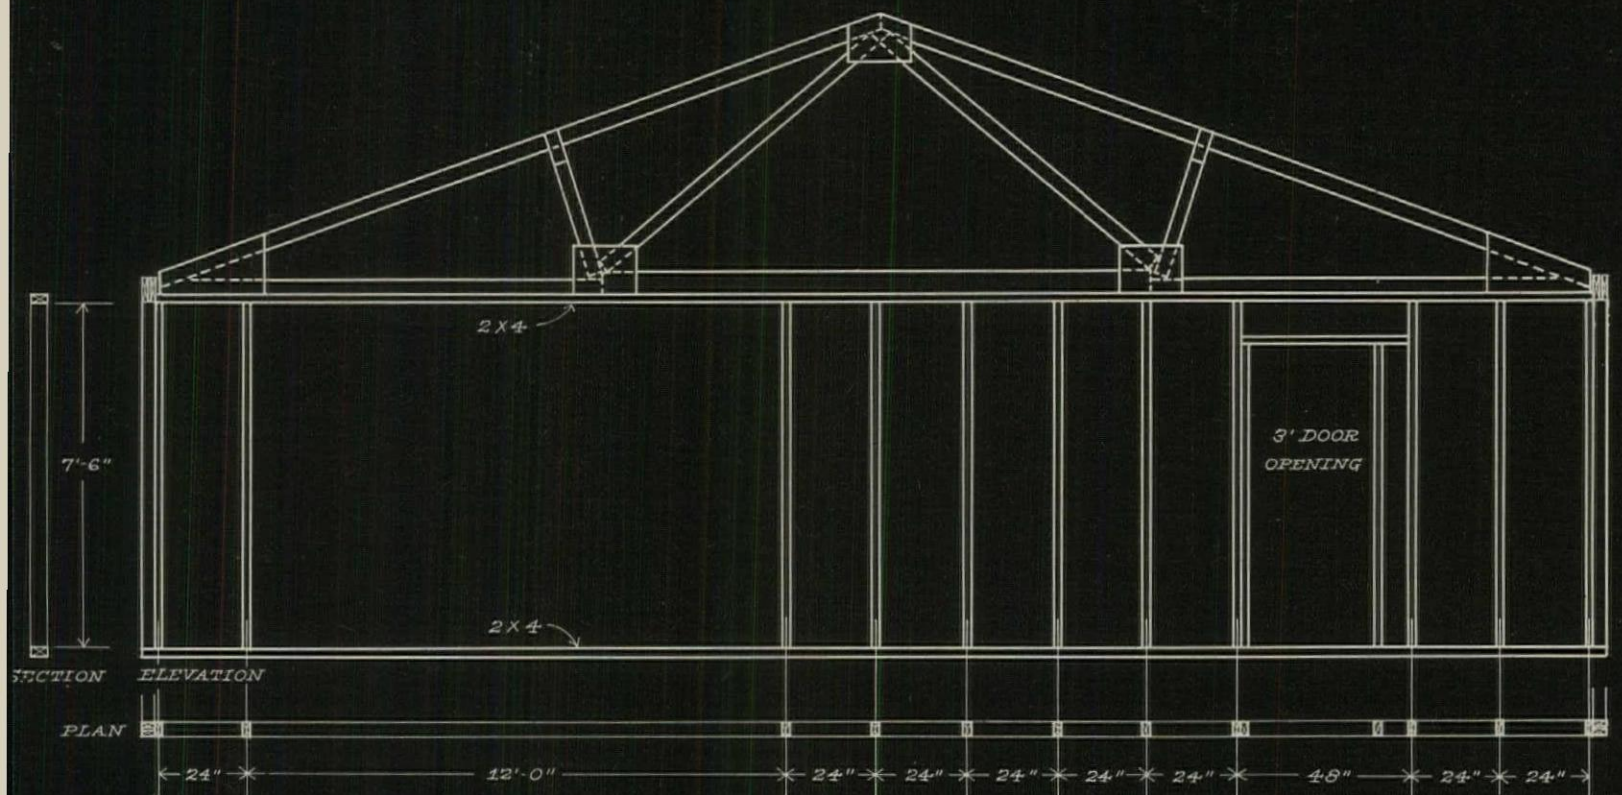 2X4
7'-6"
3' DOOR
OPENING
2X4
SECTION ELEVATION
PLAN
24" 12'-0" 24" 24" 24" 24" 24" 48" 24" 24"